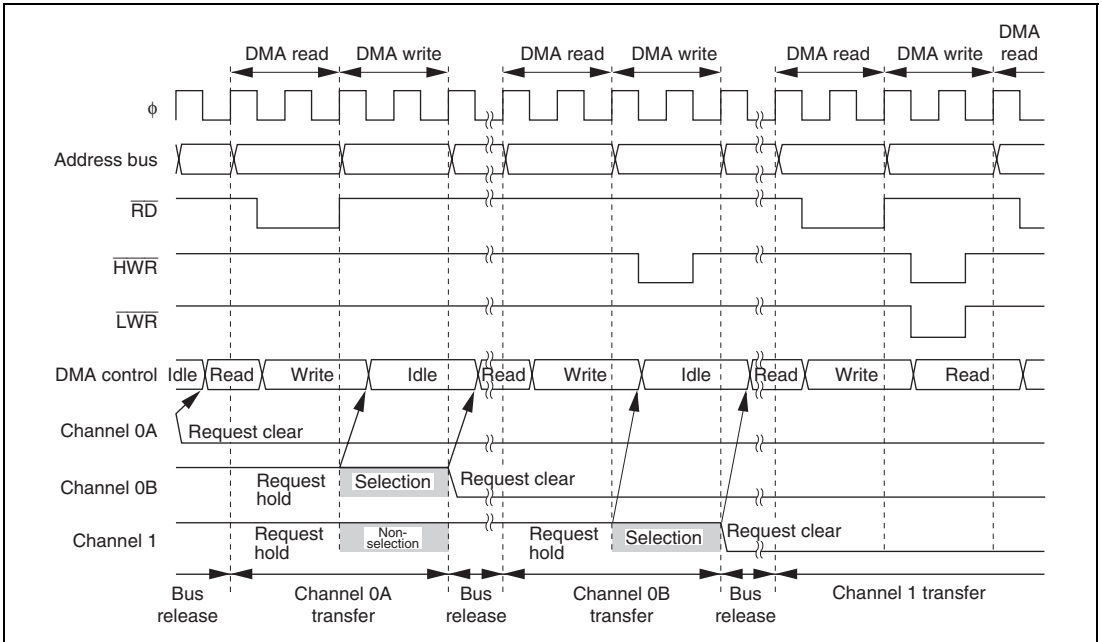 DMA read DMA write DMA read DMA write DMA read DMA write DMA read
ϕ
Address bus
RD
HWR
LWR
DMA control Idle Read Write Idle Read Write Idle Read Write Read
Channel 0A Request clear
Channel 0B Request hold Selection Request clear
Channel 1 Request hold Non-selection Request hold Selection Request clear
Bus release Channel 0A transfer Bus release Channel 0B transfer Bus release Channel 1 transfer